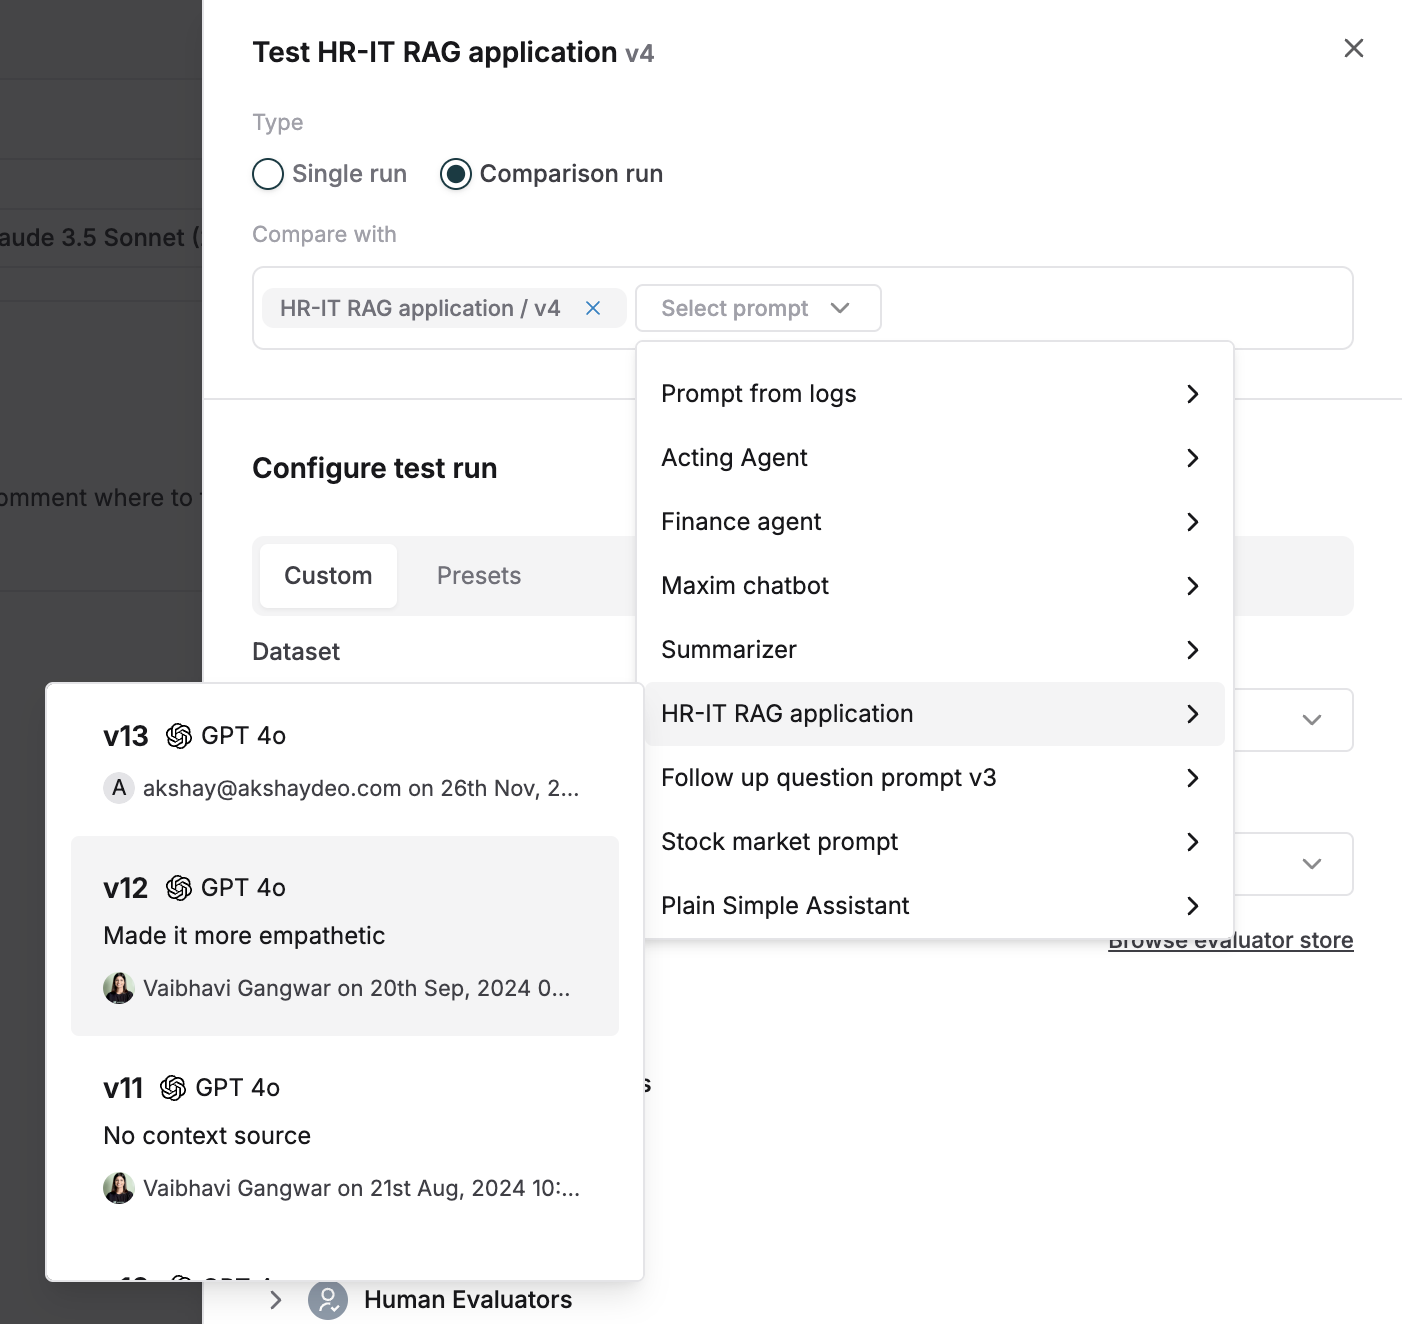 Test HR-IT RAG application v4
Type
Single run
Comparison run
aude 3.5 Sonnet (
Compare with
HR-IT RAG application / v4
Select prompt
Prompt from logs
Acting Agent
Finance agent
Maxim chatbot
Summarizer
HR-IT RAG application
Follow up question prompt v3
Stock market prompt
Plain Simple Assistant
Configure test run
omment where to
Custom
Presets
Dataset
v13 GPT 4o
A akshay@akshaydeo.com on 26th Nov, 2...
v12 GPT 4o
Made it more empathetic
Vaibhavi Gangwar on 20th Sep, 2024 0...
v11 GPT 4o
No context source
Vaibhavi Gangwar on 21st Aug, 2024 10:...
Browse evaluator store
s
Human Evaluators